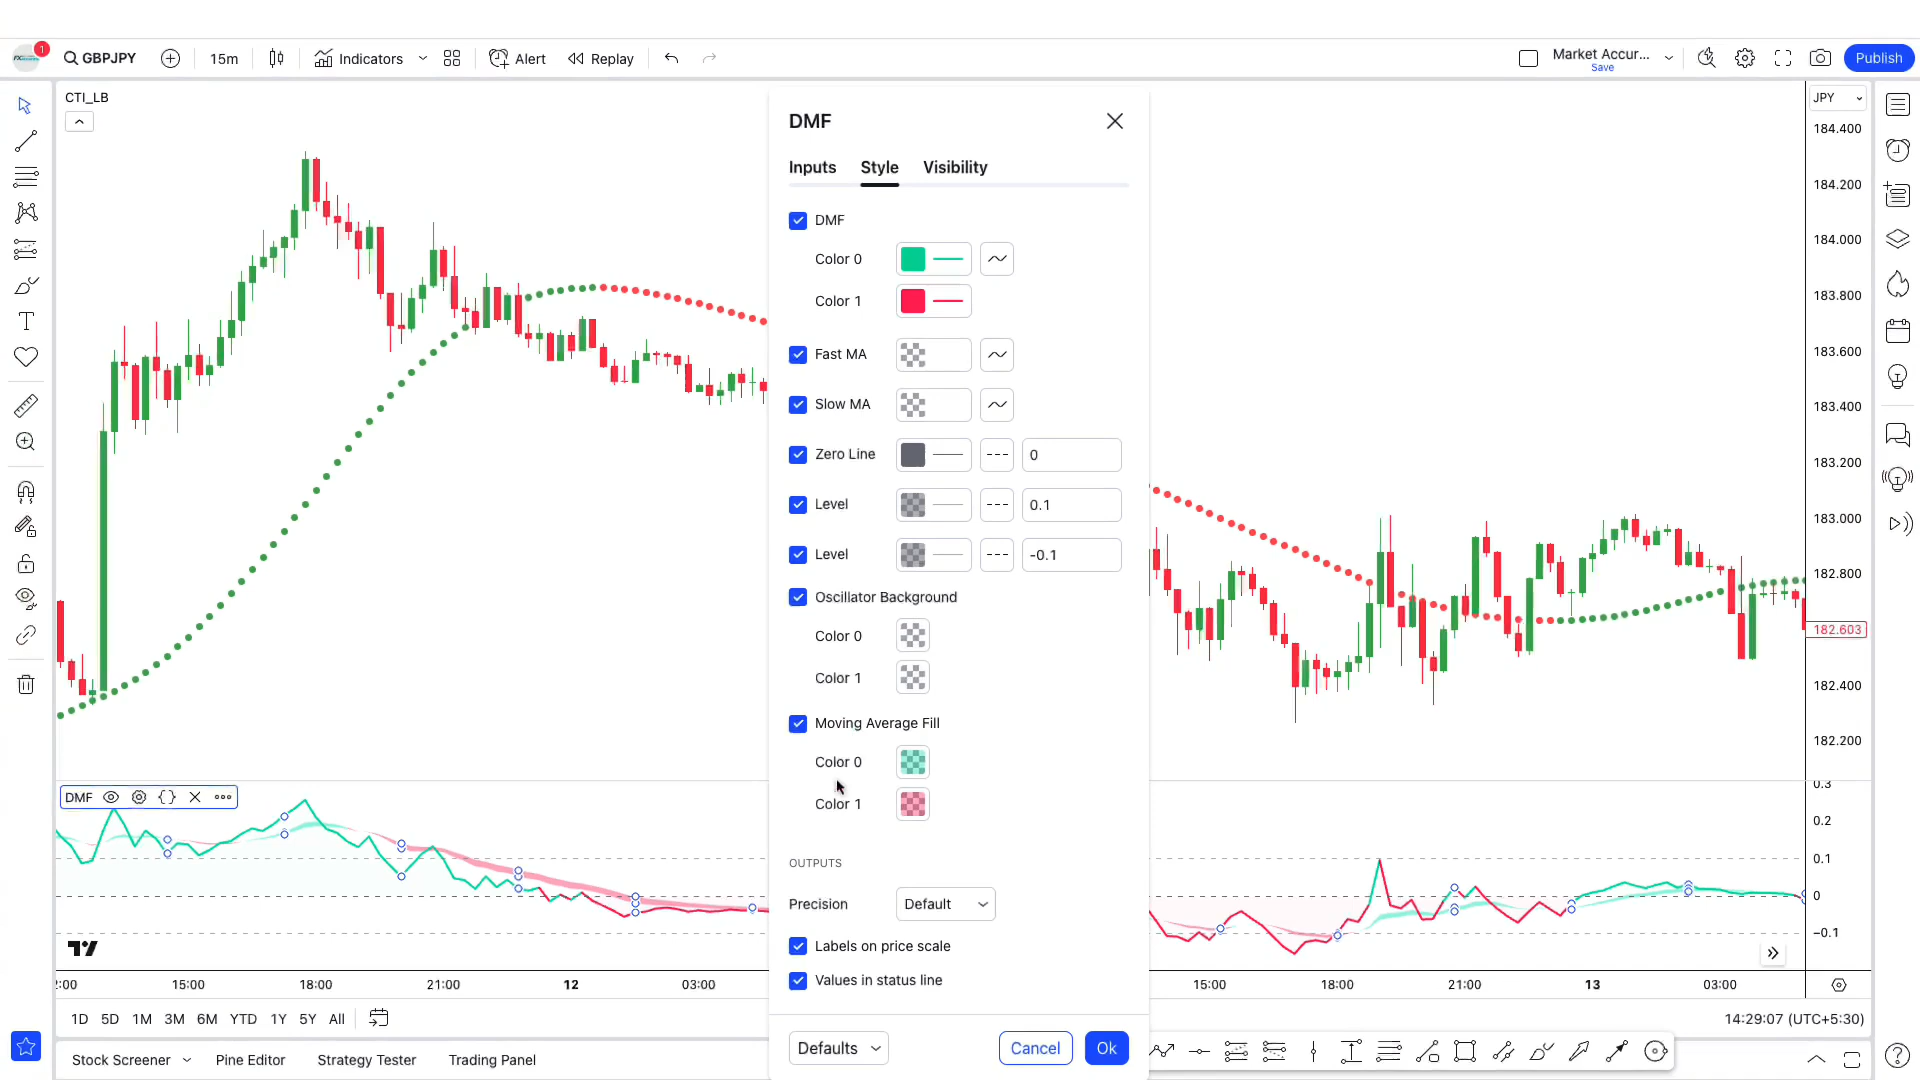 1
GBPJPY
15m
Indicators
Alert
Replay
Market Accur...
Save
Publish
CTI_LB
JPY
184.400
184.200
184.000
183.800
183.600
183.400
183.200
183.000
182.800
182.603
182.400
182.200
DMF
Inputs Style Visibility
DMF
Color 0
Color 1
Fast MA
Slow MA
Zero Line 0
Level 0.1
Level -0.1
Oscillator Background
Color 0
Color 1
Moving Average Fill
Color 0
Color 1
OUTPUTS
Precision Default
Labels on price scale
Values in status line
Defaults Cancel Ok
DMF
0.3
0.2
0.1
0
−0.1
:00 15:00 18:00 21:00 12 03:00 15:00 18:00 21:00 13 03:00
1D 5D 1M 3M 6M YTD 1Y 5Y All
14:29:07 (UTC+5:30)
Stock Screener Pine Editor Strategy Tester Trading Panel